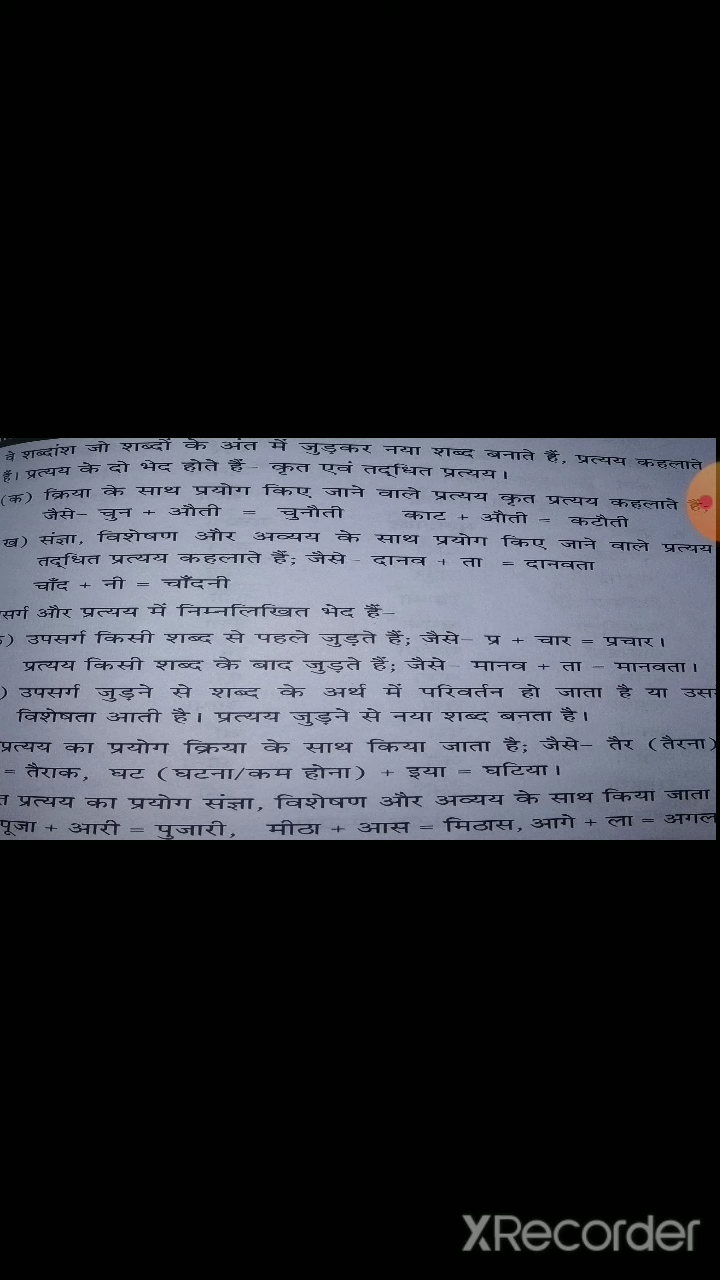 वे शब्दांश जो शब्दों के अंत में जुड़कर नया शब्द बनाते हैं, प्रत्यय कहलाते
हैं। प्रत्यय के दो भेद होते हैं- कृत एवं तद्धित प्रत्यय।
(क) क्रिया के साथ प्रयोग किए जाने वाले प्रत्यय कृत प्रत्यय कहलाते हैं;
जैसे- चुन + औती = चुनौती काट + औती = कटौती
ख) संज्ञा, विशेषण और अव्यय के साथ प्रयोग किए जाने वाले प्रत्यय
तद्धित प्रत्यय कहलाते हैं; जैसे - दानव + ता = दानवता
चाँद + नी = चाँदनी
सर्ग और प्रत्यय में निम्नलिखित भेद हैं-
) उपसर्ग किसी शब्द से पहले जुड़ते हैं; जैसे- प्र + चार = प्रचार।
प्रत्यय किसी शब्द के बाद जुड़ते हैं; जैसे- मानव + ता - मानवता।
) उपसर्ग जुड़ने से शब्द के अर्थ में परिवर्तन हो जाता है या उस
विशेषता आती है। प्रत्यय जुड़ने से नया शब्द बनता है।
प्रत्यय का प्रयोग क्रिया के साथ किया जाता है; जैसे- तैर (तैरना)
= तैराक, घट (घटना/कम होना) + इया = घटिया।
त प्रत्यय का प्रयोग संज्ञा, विशेषण और अव्यय के साथ किया जाता
पूजा + आरी = पुजारी, मीठा + आस = मिठास, आगे + ला = अगल
XRecorder